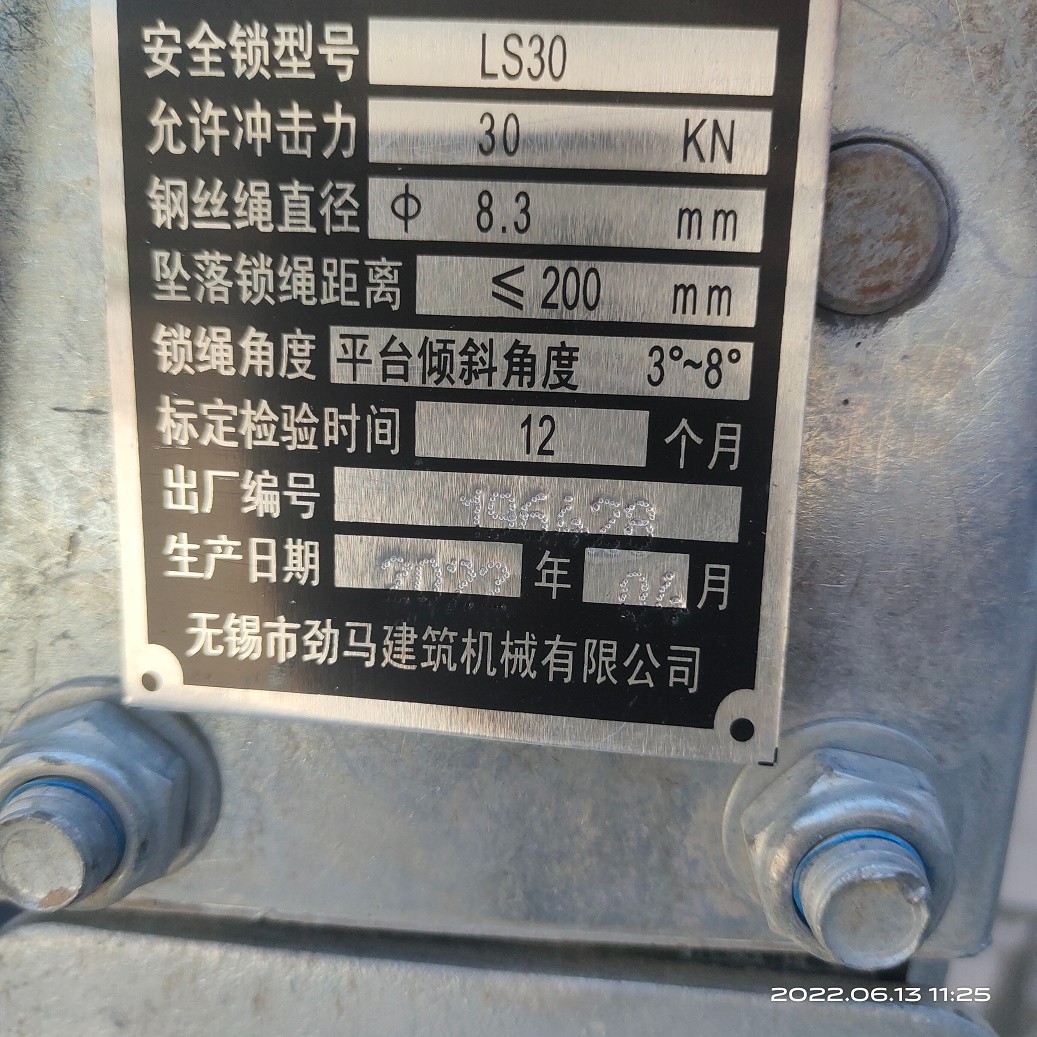 安全锁型号 LS30
允许冲击力 30 KN
钢丝绳直径 ф 8.3 mm
坠落锁绳距离 ≤200 mm
锁绳角度 平台倾斜角度 3°~8°
标定检验时间 12 个月
出厂编号
生产日期 2022年 月
无锡市劲马建筑机械有限公司
2022.06.13 11:25